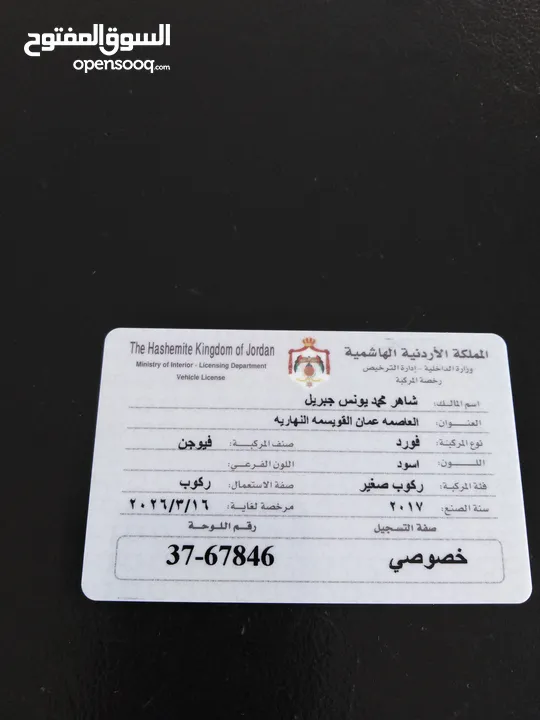 السوق المفتوح
opensooq.com
The Hashemite Kingdom of Jordan
Ministry of Interior - Licensing Department
Vehicle License
المملكة الأردنية الهاشمية
وزارة الداخلية - إدارة الترخيص
رخصة المركبة
اسم المالك: شاهر محمد يونس جبريل
العنوان: العاصمه عمان القويسمه النهاريه
نوع المركبة: فورد صنف المركبة: فيوجن
اللون: اسود اللون الفرعي:
فئة المركبة: ركوب صغير صفة الاستعمال: ركوب
سنة الصنع: ٢٠١٧ مرخصة لغاية: ٢٠٢٦/٣/١٦
صفة التسجيل رقم اللوحة
خصوصي 37-67846